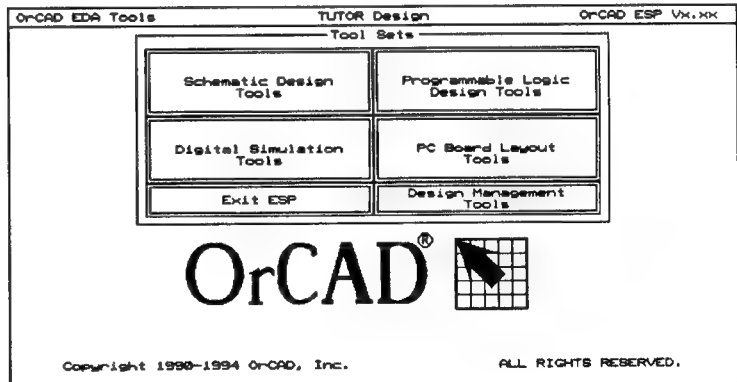 OrCAD EDA Tools TUTOR Design OrCAD ESP Vx.xx
Tool Sets
Schematic Design
Tools
Programmable Logic
Design Tools
Digital Simulation
Tools
PC Board Layout
Tools
Exit ESP
Design Management
Tools
OrCAD®
Copyright 1990-1994 OrCAD, Inc. ALL RIGHTS RESERVED.